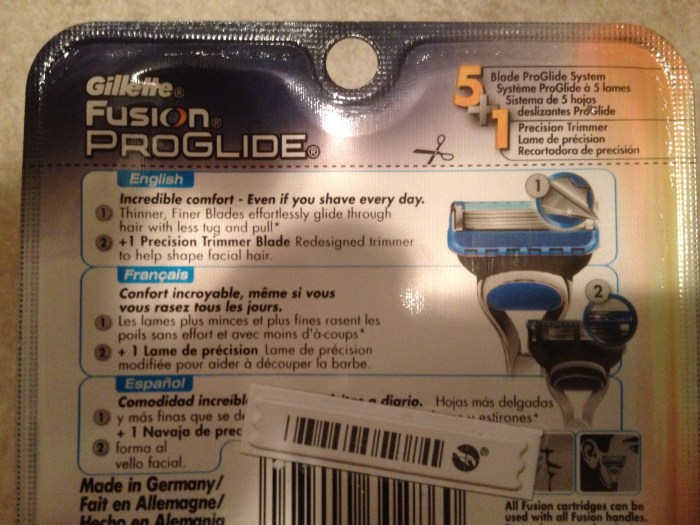 Gillette®
FUSION®
PROGLIDE®
5
+
1
Blade ProGlide System
Système ProGlide à 5 lames
Sistema de 5 hojas
deslizantes ProGlide
Precision Trimmer
Lame de précision
Recortadora de precisión
English
Incredible comfort - Even if you shave every day.
1 Thinner, Finer Blades effortlessly glide through
hair with less tug and pull*
2 +1 Precision Trimmer Blade Redesigned trimmer
to help shape facial hair.
1
2
Français
Confort incroyable, même si vous
vous rasez tous les jours.
1 Les lames plus minces et plus fines rasent les
poils sans effort et avec moins d'à-coups*
2 + 1 Lame de précision Lame de précision
modifiée pour aider à découper la barbe.
Español
Comodidad a diario. Hojas más delgadas
1 y más finas que se y estirones*
+ 1 Navaja de
2 forma al
vello facial.
Made in Germany/
Fait en Allemagne/
Hecho en Alemania
All Fusion cartridges can be
used with all Fusion handles.